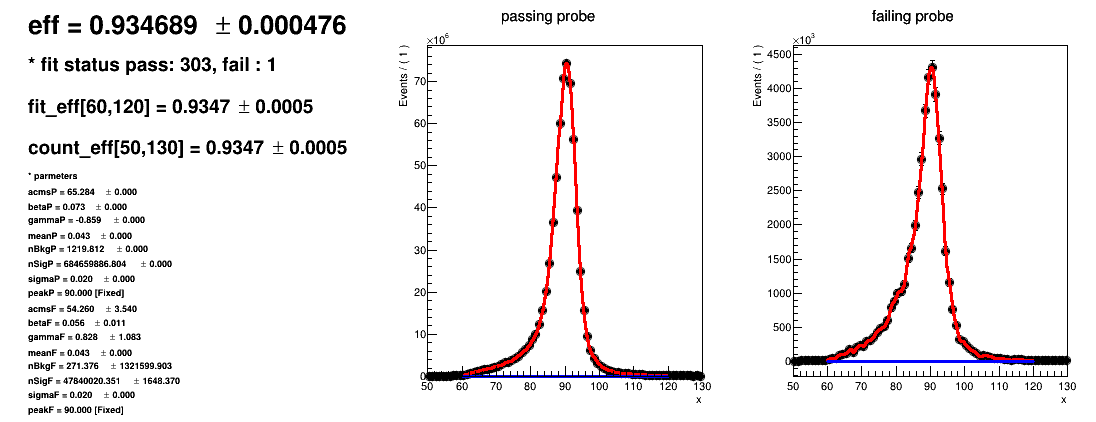 eff = 0.934689 ± 0.000476
* fit status pass: 303, fail : 1
fit_eff[60,120] = 0.9347 ± 0.0005
count_eff[50,130] = 0.9347 ± 0.0005
* parmeters
acmsP = 65.284 ± 0.000
betaP = 0.073 ± 0.000
gammaP = -0.859 ± 0.000
meanP = 0.043 ± 0.000
nBkgP = 1219.812 ± 0.000
nSigP = 684659886.804 ± 0.000
sigmaP = 0.020 ± 0.000
peakP = 90.000 [Fixed]
acmsF = 54.260 ± 3.540
betaF = 0.056 ± 0.011
gammaF = 0.828 ± 1.083
meanF = 0.043 ± 0.000
nBkgF = 271.376 ± 1321599.903
nSigF = 47840020.351 ± 1648.370
sigmaF = 0.020 ± 0.000
peakF = 90.000 [Fixed]
passing probe
×10⁶
Events / ( 1 )
70
60
50
40
30
20
10
0
50 60 70 80 90 100 110 120 130
x
failing probe
×10³
Events / ( 1 )
4500
4000
3500
3000
2500
2000
1500
1000
500
0
50 60 70 80 90 100 110 120 130
x